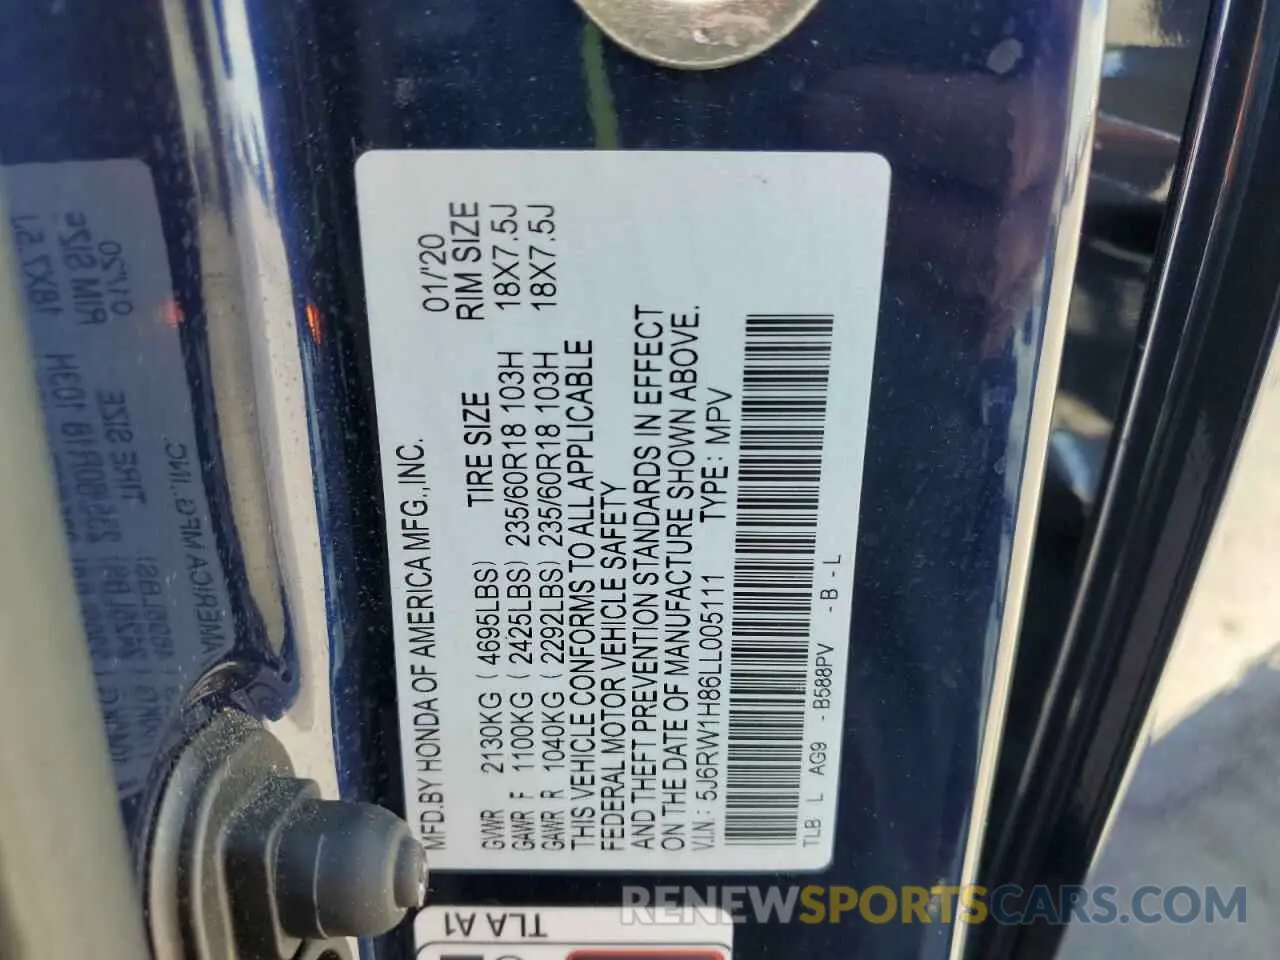 MFD.BY HONDA OF AMERICA MFG.,INC. 01/'20
TIRE SIZE RIM SIZE
GVWR 2130KG ( 4695LBS)
GAWR F 1100KG ( 2425LBS) 235/60R18 103H 18X7.5J
GAWR R 1040KG ( 2292LBS) 235/60R18 103H 18X7.5J
THIS VEHICLE CONFORMS TO ALL APPLICABLE
FEDERAL MOTOR VEHICLE SAFETY
AND THEFT PREVENTION STANDARDS IN EFFECT
ON THE DATE OF MANUFACTURE SHOWN ABOVE.
V.I.N.: 5J6RW1H86LL005111 TYPE: MPV
TLB L AG9 - B588PV - B - L
TLA A1
RENEWSPORTSCARS.COM